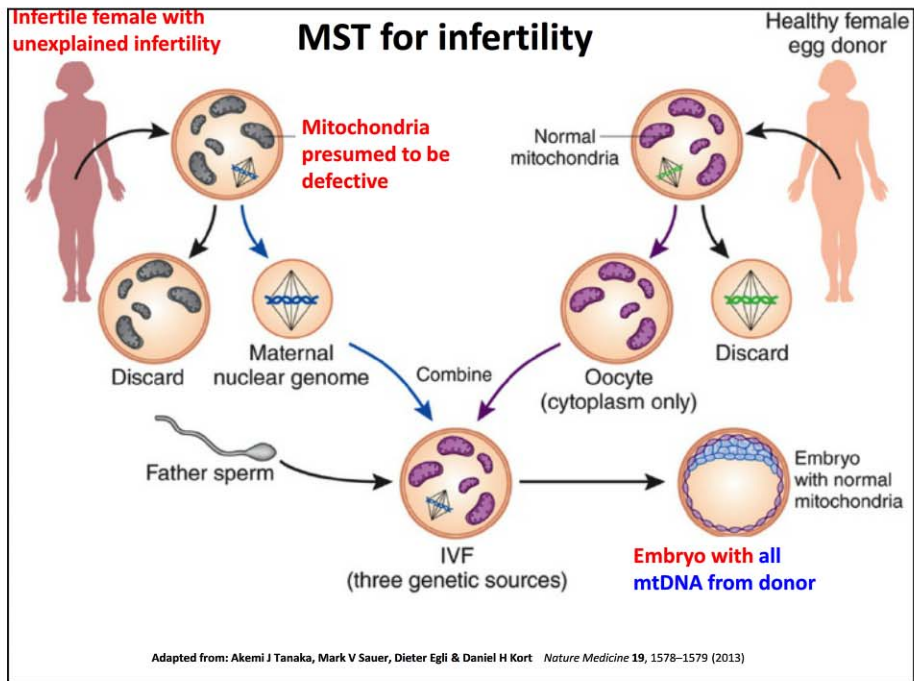 Infertile female with
unexplained infertility
MST for infertility
Healthy female
egg donor
Mitochondria
presumed to be
defective
Normal
mitochondria
Discard
Maternal
nuclear genome
Combine
Oocyte
(cytoplasm only)
Discard
Father sperm
IVF
(three genetic sources)
Embryo
with normal
mitochondria
Embryo with all
mtDNA from donor
Adapted from: Akemi J Tanaka, Mark V Sauer, Dieter Egli & Daniel H Kort Nature Medicine 19, 1578–1579 (2013)